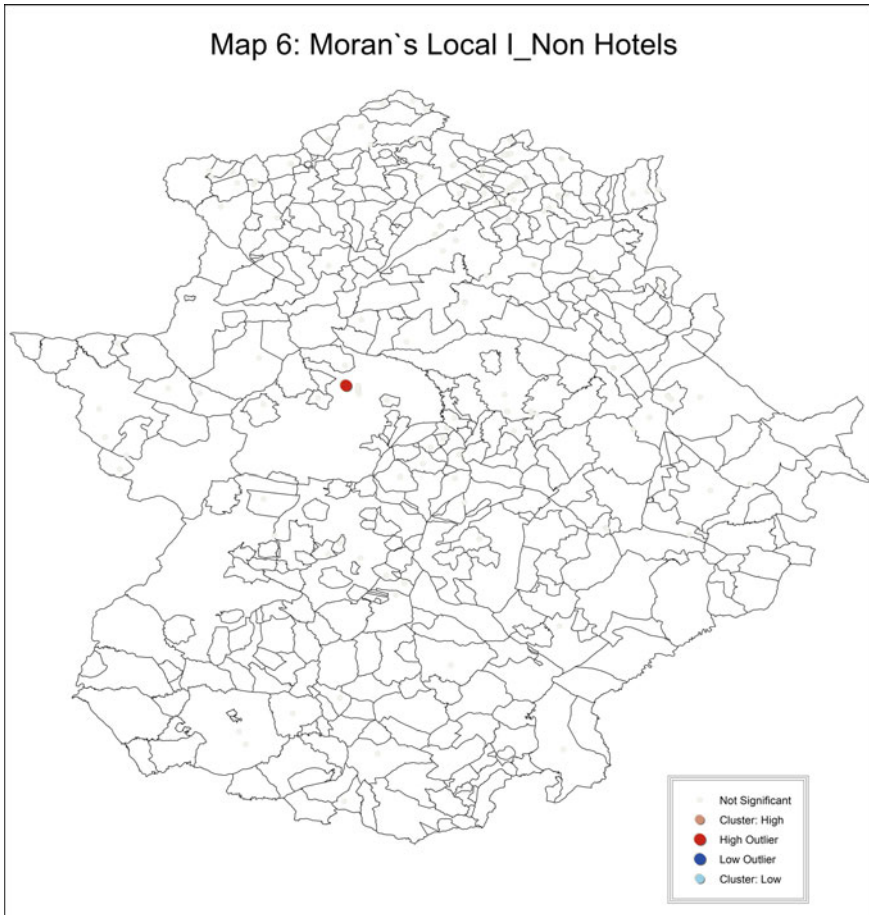 Map 6: Moran`s Local I_Non Hotels
Not Significant
Cluster: High
High Outlier
Low Outlier
Cluster: Low